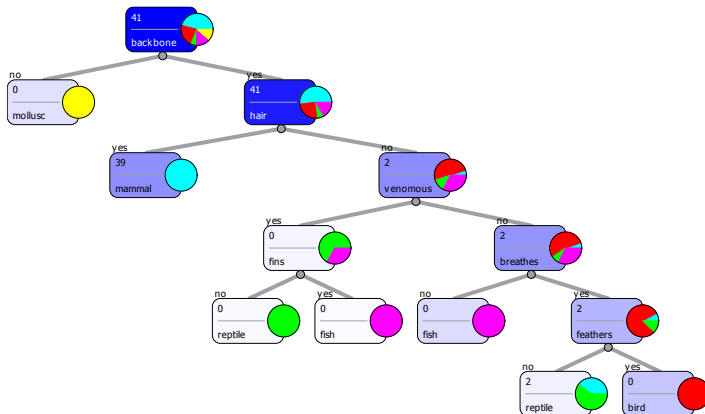 41
backbone
no
yes
0
mollusc
41
hair
yes
no
39
mammal
2
venomous
yes
no
0
fins
2
breathes
no
yes
no
yes
0
reptile
0
fish
0
fish
2
feathers
no
yes
2
reptile
0
bird